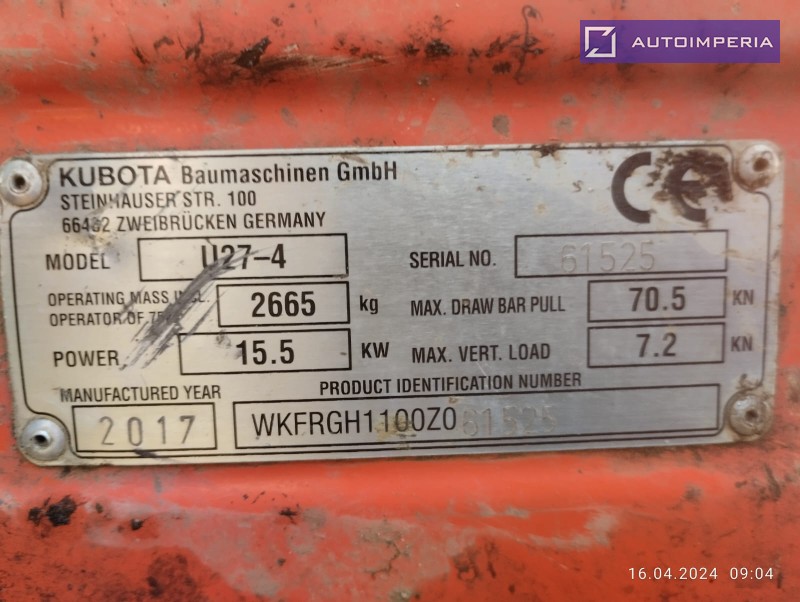 AUTOIMPERIA
KUBOTA Baumaschinen GmbH
STEINHAUSER STR. 100
66482 ZWEIBRÜCKEN GERMANY
CE
MODEL U27-4
SERIAL NO. 61525
OPERATING MASS INCL.
OPERATOR OF 75
2665 kg
MAX. DRAW BAR PULL 70.5 KN
POWER 15.5 KW
MAX. VERT. LOAD 7.2 KN
MANUFACTURED YEAR
PRODUCT IDENTIFICATION NUMBER
2017
WKFRGH1100Z061525
16.04.2024 09:04